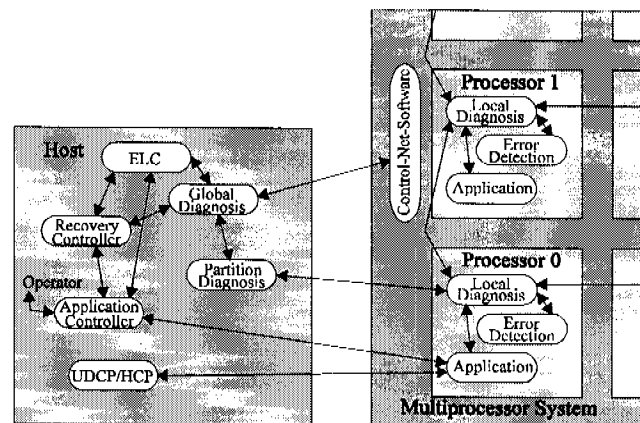 Host
ELC
Global
Diagnosis
Recovery
Controller
Partition
Diagnosis
Operator
Application
Controller
UDCP/HCP
Control-Net-Software
Processor 1
Local
Diagnosis
Error
Detection
Application
Processor 0
Local
Diagnosis
Error
Detection
Application
Multiprocessor System